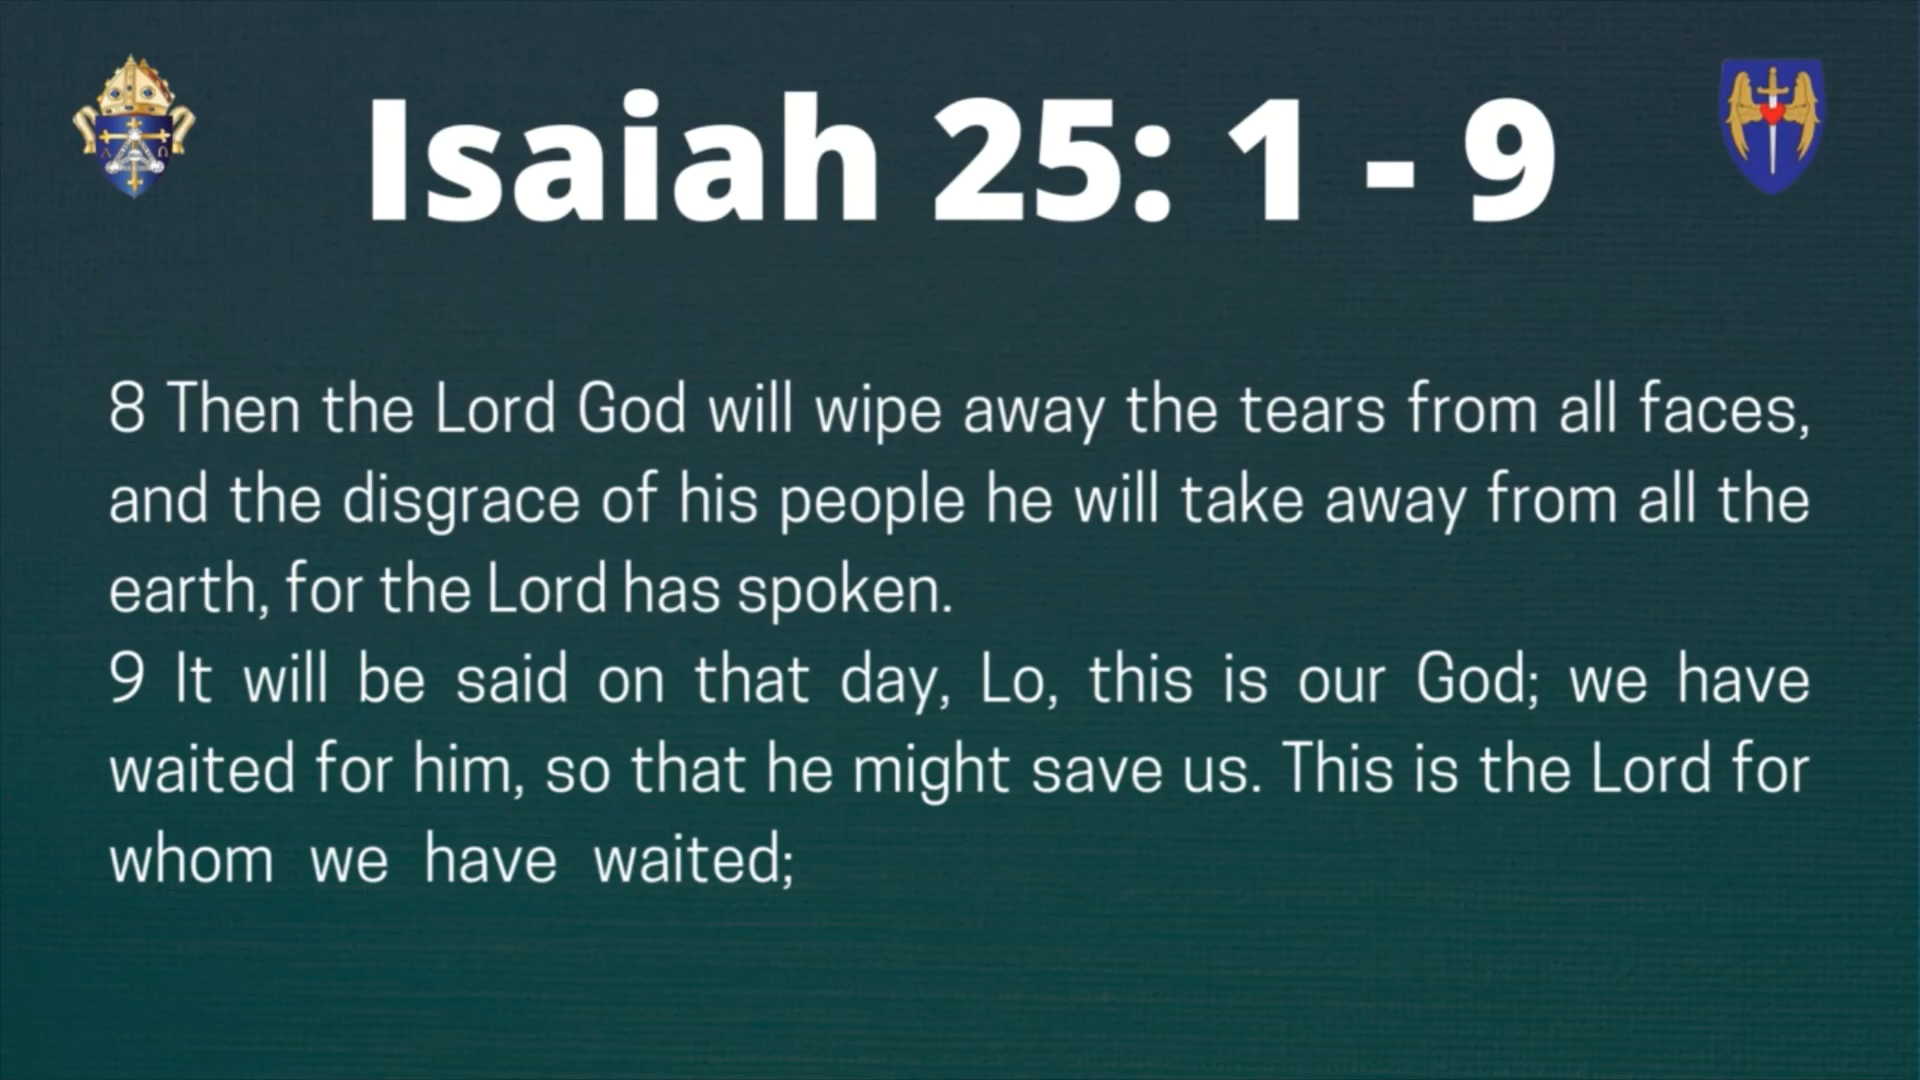 Isaiah 25: 1 - 9
8 Then the Lord God will wipe away the tears from all faces,
and the disgrace of his people he will take away from all the
earth, for the Lord has spoken.
9 It will be said on that day, Lo, this is our God; we have
waited for him, so that he might save us. This is the Lord for
whom we have waited;